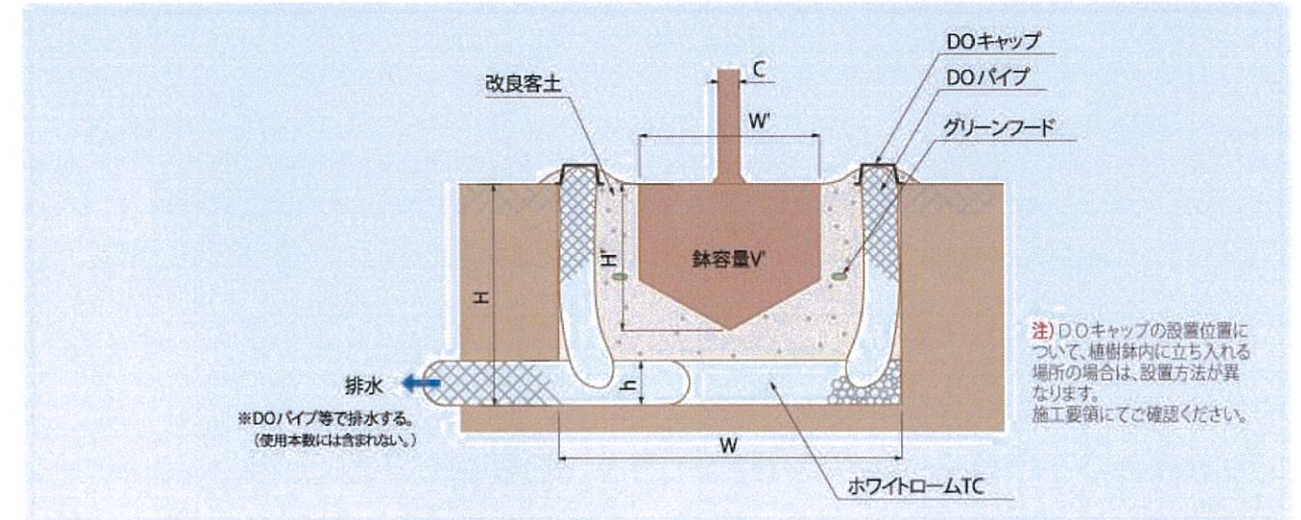 DOキャップ
DOパイプ
グリーンフード
改良客土
C
W'
H'
鉢容量V'
H
h
W
排水
※DOパイプ等で排水する。
(使用本数には含まれない。)
ホワイトロームTC
注)DOキャップの設置位置に
ついて、植樹鉢内に立ち入れる
場所の場合は、設置方法が異
なります。
施工要領にてご確認ください。